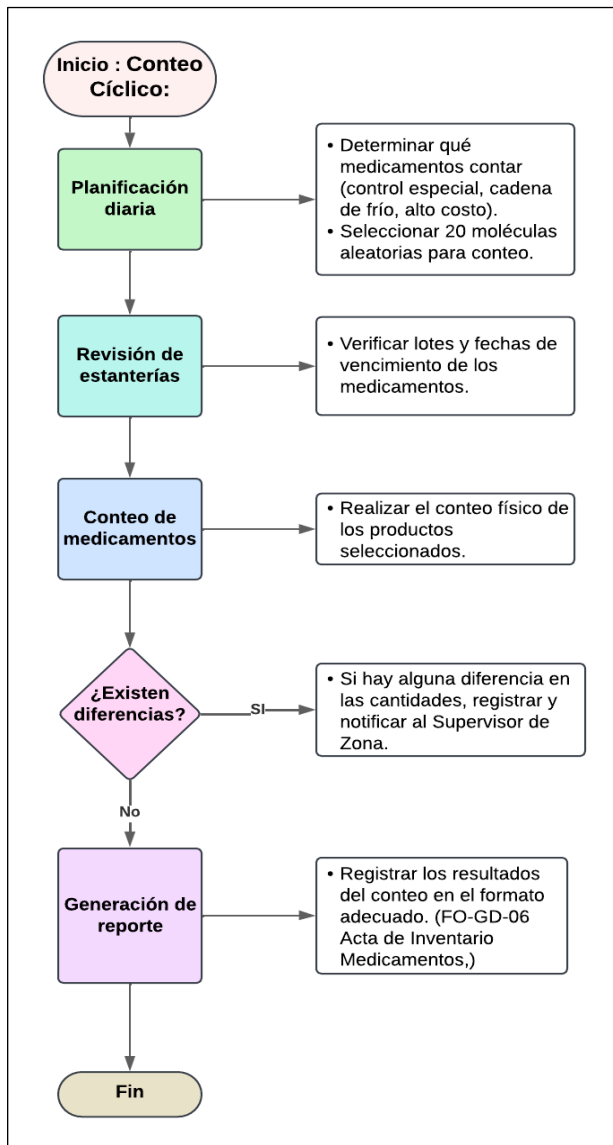 Inicio : Conteo
Cíclico:
Planificación
diaria
• Determinar qué
medicamentos contar
(control especial, cadena
de frío, alto costo).
• Seleccionar 20 moléculas
aleatorias para conteo.
Revisión de
estanterías
• Verificar lotes y fechas de
vencimiento de los
medicamentos.
Conteo de
medicamentos
• Realizar el conteo físico de
los productos
seleccionados.
¿Existen
diferencias?
SI
• Si hay alguna diferencia en
las cantidades, registrar y
notificar al Supervisor de
Zona.
No
Generación de
reporte
• Registrar los resultados
del conteo en el formato
adecuado. (FO-GD-06
Acta de Inventario
Medicamentos,)
Fin